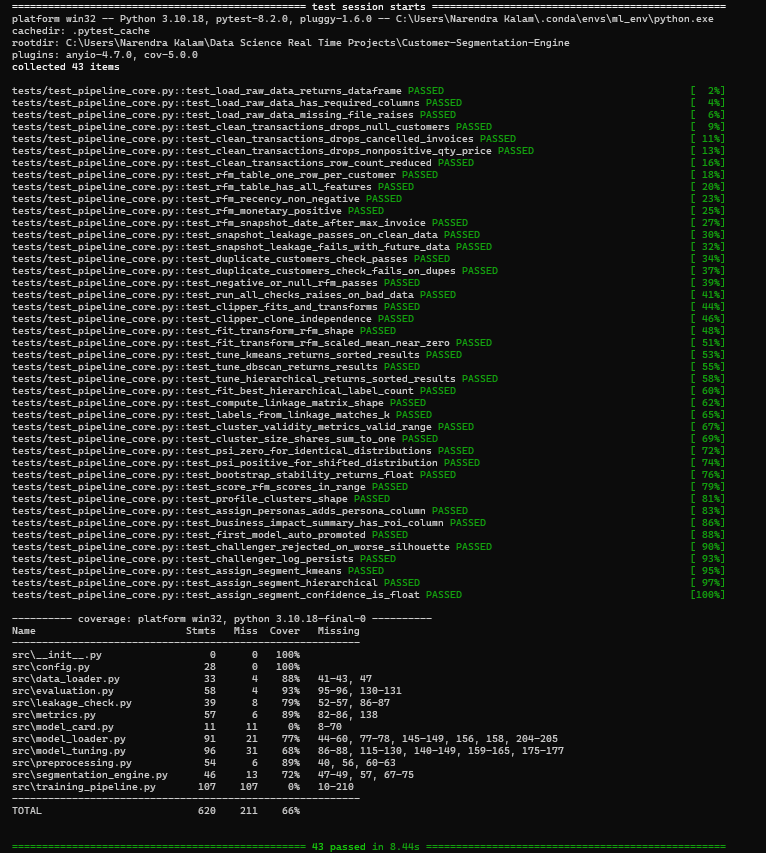 ============================================== test session starts ==============================================
platform win32 -- Python 3.10.18, pytest-8.2.0, pluggy-1.6.0 -- C:\Users\Narendra Kalam\.conda\envs\ml_env\python.exe
cachedir: .pytest_cache
rootdir: C:\Users\Narendra Kalam\Data Science Real Time Projects\Customer-Segmentation-Engine
plugins: anyio-4.7.0, cov-5.0.0
collected 43 items

tests/test_pipeline_core.py::test_load_raw_data_returns_dataframe PASSED [  2%]
tests/test_pipeline_core.py::test_load_raw_data_has_required_columns PASSED [  4%]
tests/test_pipeline_core.py::test_load_raw_data_missing_file_raises PASSED [  6%]
tests/test_pipeline_core.py::test_clean_transactions_drops_null_customers PASSED [  9%]
tests/test_pipeline_core.py::test_clean_transactions_drops_cancelled_invoices PASSED [ 11%]
tests/test_pipeline_core.py::test_clean_transactions_drops_nonpositive_qty_price PASSED [ 13%]
tests/test_pipeline_core.py::test_clean_transactions_row_count_reduced PASSED [ 16%]
tests/test_pipeline_core.py::test_rfm_table_one_row_per_customer PASSED [ 18%]
tests/test_pipeline_core.py::test_rfm_table_has_all_features PASSED [ 20%]
tests/test_pipeline_core.py::test_rfm_recency_non_negative PASSED [ 23%]
tests/test_pipeline_core.py::test_rfm_monetary_positive PASSED [ 25%]
tests/test_pipeline_core.py::test_rfm_snapshot_date_after_max_invoice PASSED [ 27%]
tests/test_pipeline_core.py::test_snapshot_leakage_passes_on_clean_data PASSED [ 30%]
tests/test_pipeline_core.py::test_snapshot_leakage_fails_with_future_data PASSED [ 32%]
tests/test_pipeline_core.py::test_duplicate_customers_check_passes PASSED [ 34%]
tests/test_pipeline_core.py::test_duplicate_customers_check_fails_on_dupes PASSED [ 37%]
tests/test_pipeline_core.py::test_negative_or_null_rfm_passes PASSED [ 39%]
tests/test_pipeline_core.py::test_run_all_checks_raises_on_bad_data PASSED [ 41%]
tests/test_pipeline_core.py::test_clipper_fits_and_transforms PASSED [ 44%]
tests/test_pipeline_core.py::test_clipper_clone_independence PASSED [ 46%]
tests/test_pipeline_core.py::test_fit_transform_rfm_shape PASSED [ 48%]
tests/test_pipeline_core.py::test_fit_transform_rfm_scaled_mean_near_zero PASSED [ 51%]
tests/test_pipeline_core.py::test_tune_kmeans_returns_sorted_results PASSED [ 53%]
tests/test_pipeline_core.py::test_tune_dbscan_returns_results PASSED [ 55%]
tests/test_pipeline_core.py::test_tune_hierarchical_returns_sorted_results PASSED [ 58%]
tests/test_pipeline_core.py::test_fit_best_hierarchical_label_count PASSED [ 60%]
tests/test_pipeline_core.py::test_compute_linkage_matrix_shape PASSED [ 62%]
tests/test_pipeline_core.py::test_labels_from_linkage_matches_k PASSED [ 65%]
tests/test_pipeline_core.py::test_cluster_validity_metrics_valid_range PASSED [ 67%]
tests/test_pipeline_core.py::test_cluster_size_shares_sum_to_one PASSED [ 69%]
tests/test_pipeline_core.py::test_psi_zero_for_identical_distributions PASSED [ 72%]
tests/test_pipeline_core.py::test_psi_positive_for_shifted_distribution PASSED [ 74%]
tests/test_pipeline_core.py::test_bootstrap_stability_returns_float PASSED [ 76%]
tests/test_pipeline_core.py::test_score_rfm_scores_in_range PASSED [ 79%]
tests/test_pipeline_core.py::test_profile_clusters_shape PASSED [ 81%]
tests/test_pipeline_core.py::test_assign_personas_adds_persona_column PASSED [ 83%]
tests/test_pipeline_core.py::test_business_impact_summary_has_roi_column PASSED [ 86%]
tests/test_pipeline_core.py::test_first_model_auto_promoted PASSED [ 88%]
tests/test_pipeline_core.py::test_challenger_rejected_on_worse_silhouette PASSED [ 90%]
tests/test_pipeline_core.py::test_challenger_log_persists PASSED [ 93%]
tests/test_pipeline_core.py::test_assign_segment_kmeans PASSED [ 95%]
tests/test_pipeline_core.py::test_assign_segment_hierarchical PASSED [ 97%]
tests/test_pipeline_core.py::test_assign_segment_confidence_is_float PASSED [100%]

---------- coverage: platform win32, python 3.10.18-final-0 ----------
Name                         Stmts   Miss  Cover   Missing
----------------------------------------------------------
src\__init__.py                  0      0   100%
src\config.py                   28      0   100%
src\data_loader.py              33      4    88%   41-43, 47
src\evaluation.py               58      4    93%   95-96, 130-131
src\leakage_check.py            39      8    79%   52-57, 86-87
src\metrics.py                  57      6    89%   82-86, 138
src\model_card.py               11     11     0%   8-70
src\model_loader.py             91     21    77%   44-60, 77-78, 145-149, 156, 158, 204-205
src\model_tuning.py             96     31    68%   86-88, 115-130, 140-149, 159-165, 175-177
src\preprocessing.py            54      6    89%   40, 56, 60-63
src\segmentation_engine.py      46     13    72%   47-49, 57, 67-75
src\training_pipeline.py       107    107     0%   10-210
----------------------------------------------------------
TOTAL                          620    211    66%

============================================== 43 passed in 8.44s ==============================================